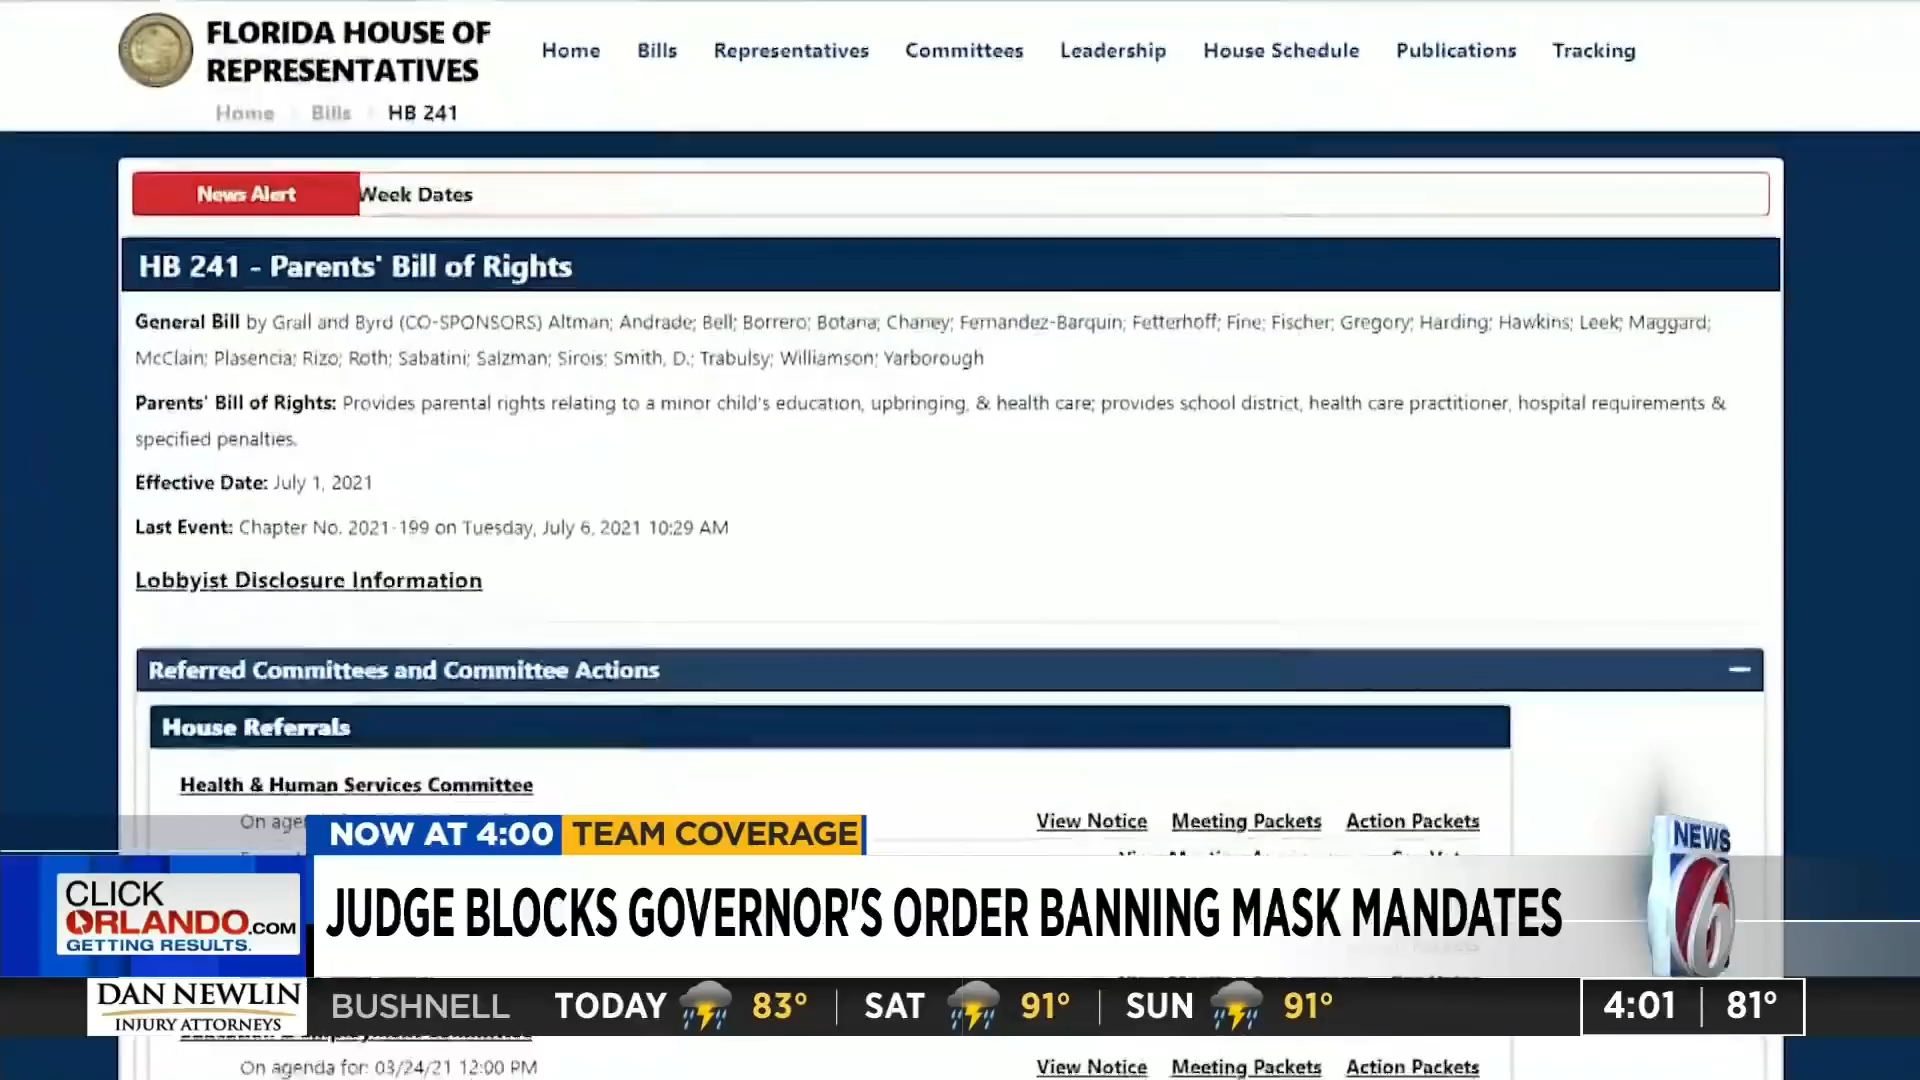 FLORIDA HOUSE OF
REPRESENTATIVES
Home Bills Representatives Committees Leadership House Schedule Publications Tracking
Home Bills HB 241
News Alert Week Dates
HB 241 - Parents' Bill of Rights
General Bill by Grall and Byrd (CO-SPONSORS) Altman; Andrade; Bell; Borrero; Botana; Chaney; Fernandez-Barquin; Fetterhoff; Fine; Fischer; Gregory; Harding; Hawkins; Leek; Maggard;
McClain; Plasencia; Rizo; Roth; Sabatini; Salzman; Sirois; Smith, D.; Trabulsy; Williamson; Yarborough
Parents' Bill of Rights: Provides parental rights relating to a minor child's education, upbringing, & health care; provides school district, health care practitioner, hospital requirements &
specified penalties.
Effective Date: July 1, 2021
Last Event: Chapter No. 2021-199 on Tuesday, July 6, 2021 10:29 AM
Lobbyist Disclosure Information
Referred Committees and Committee Actions
House Referrals
Health & Human Services Committee
On View Notice Meeting Packets Action Packets
NOW AT 4:00 TEAM COVERAGE
NEWS
6
CLICK
ORLANDO.COM
GETTING RESULTS.
JUDGE BLOCKS GOVERNOR'S ORDER BANNING MASK MANDATES
DAN NEWLIN
INJURY ATTORNEYS
BUSHNELL TODAY 83° SAT 91° SUN 91° 4:01 81°
On agenda for: 03/24/21 12:00 PM View Notice Meeting Packets Action Packets